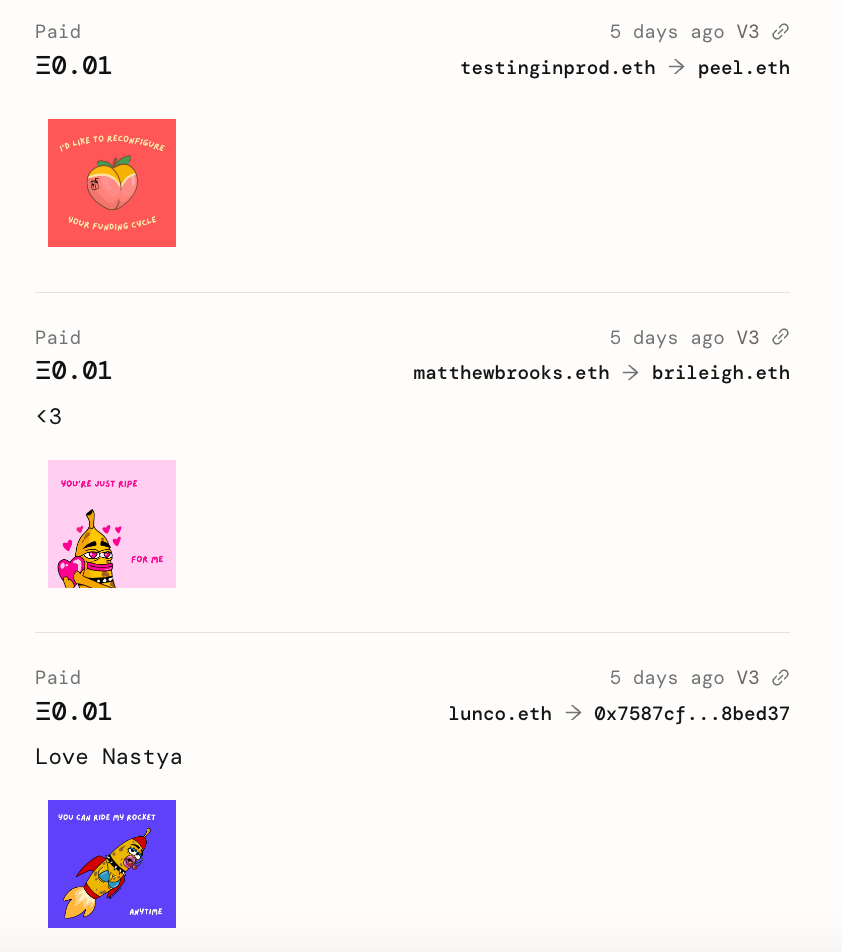 Paid
5 days ago V3
Ξ0.01
testinginprod.eth → peel.eth
I'D LIKE TO RECONFIGURE
YOUR FUNDING CYCLE
Paid
5 days ago V3
Ξ0.01
matthewbrooks.eth → brileigh.eth
<3
YOU'RE JUST RIPE
FOR ME
Paid
5 days ago V3
Ξ0.01
lunco.eth → 0x7587cf...8bed37
Love Nastya
YOU CAN RIDE MY ROCKET
ANYTIME